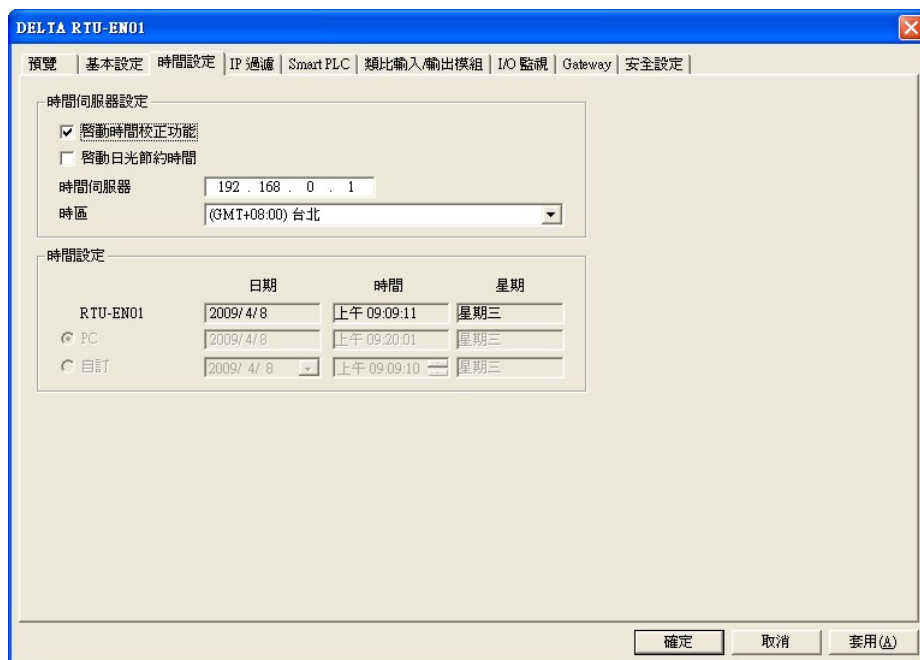 DELTA RTU-EN01
預覽 基本設定 時間設定 IP 過濾 Smart PLC 類比輸入/輸出模組 I/O 監視 Gateway 安全設定
時間伺服器設定
啓動時間校正功能
啓動日光節約時間
時間伺服器 192 . 168 . 0 . 1
時區 (GMT+08:00) 台北
時間設定
日期 時間 星期
RTU-EN01 2009/ 4/ 8 上午 09:09:11 星期三
PC 2009/ 4/ 8 上午 09:20:01 星期三
自訂 2009/ 4/ 8 上午 09:09:10 星期三
確定 取消 套用(A)